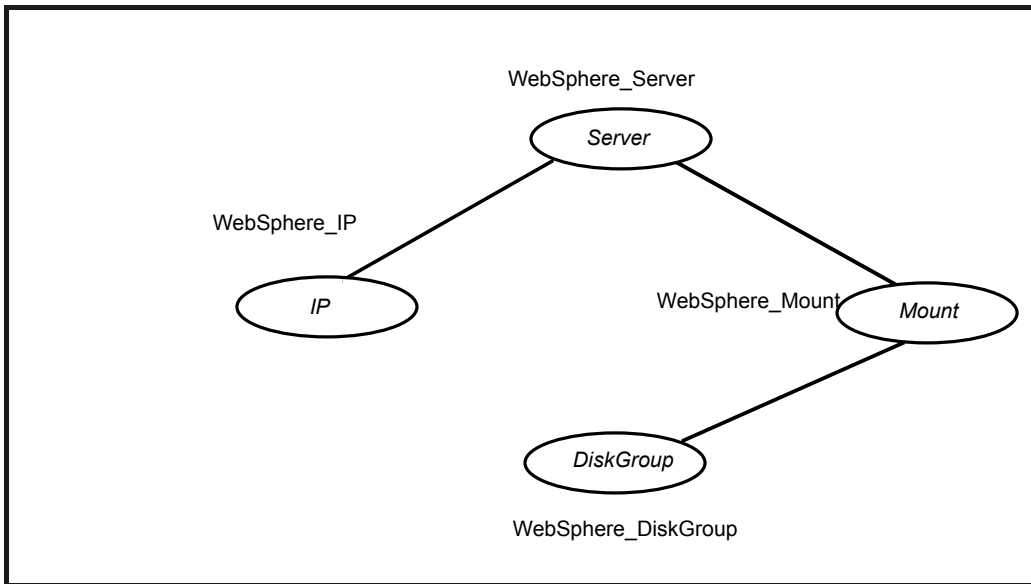 WebSphere_Server
Server
WebSphere_IP
IP
WebSphere_Mount
Mount
DiskGroup
WebSphere_DiskGroup